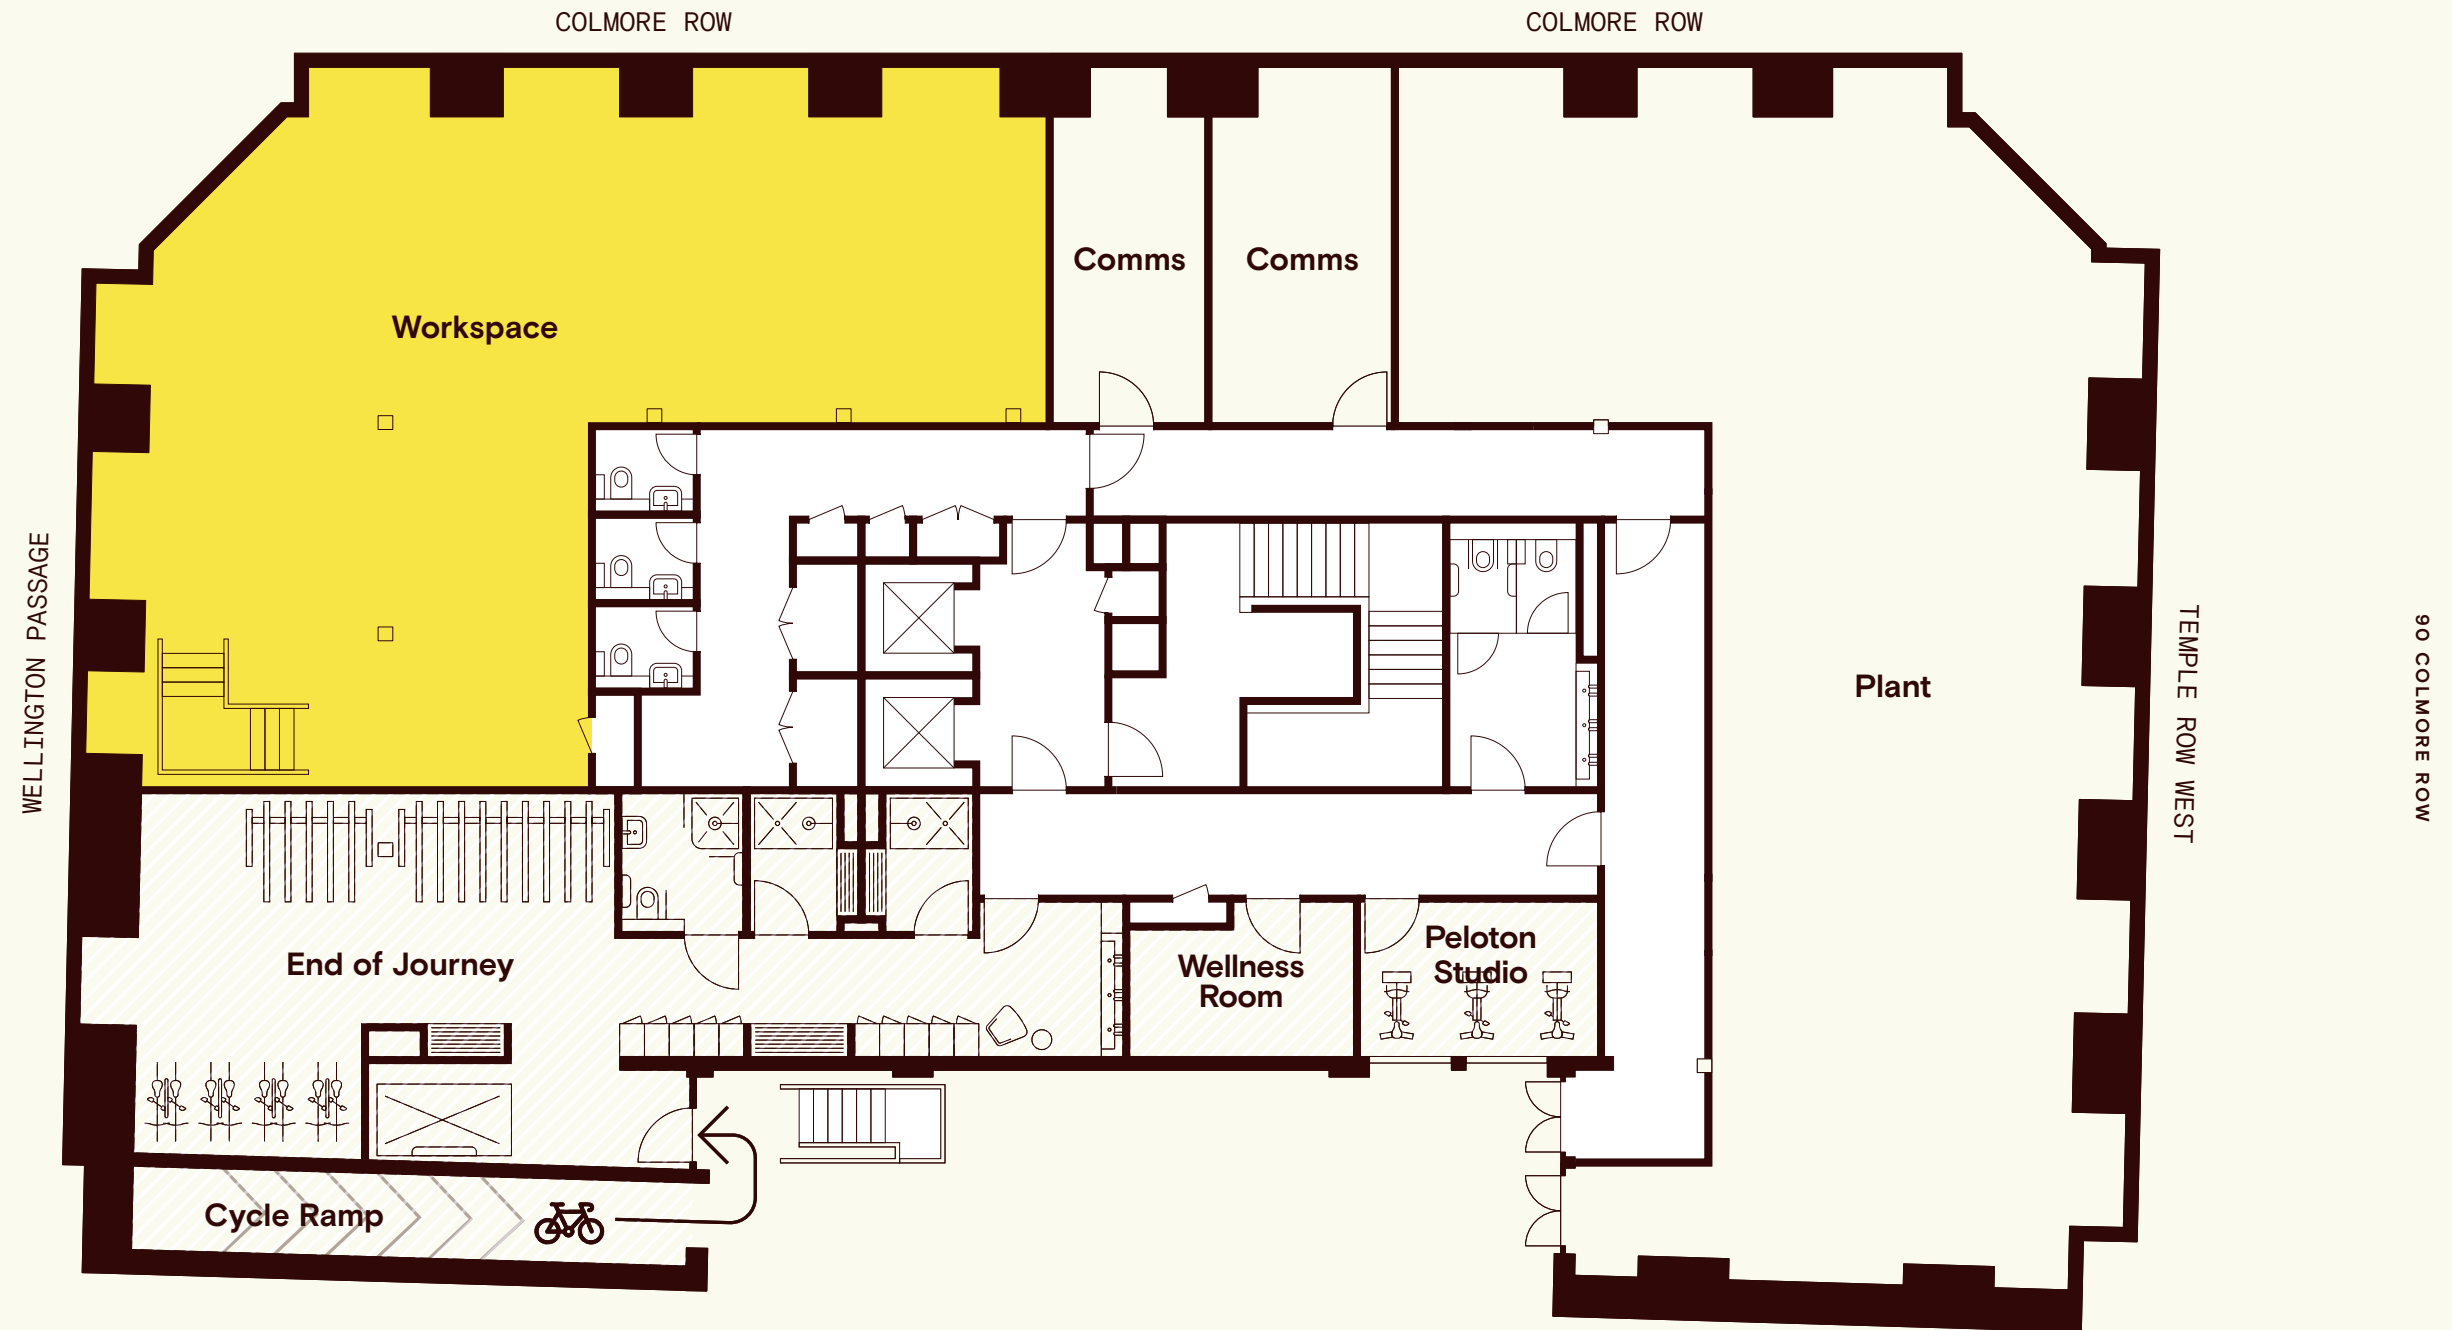 COLMORE ROW
COLMORE ROW
Comms
Comms
Workspace
WELLINGTON PASSAGE
Plant
TEMPLE ROW WEST
90 COLMORE ROW
End of Journey
Wellness
Room
Peloton
Studio
Cycle Ramp